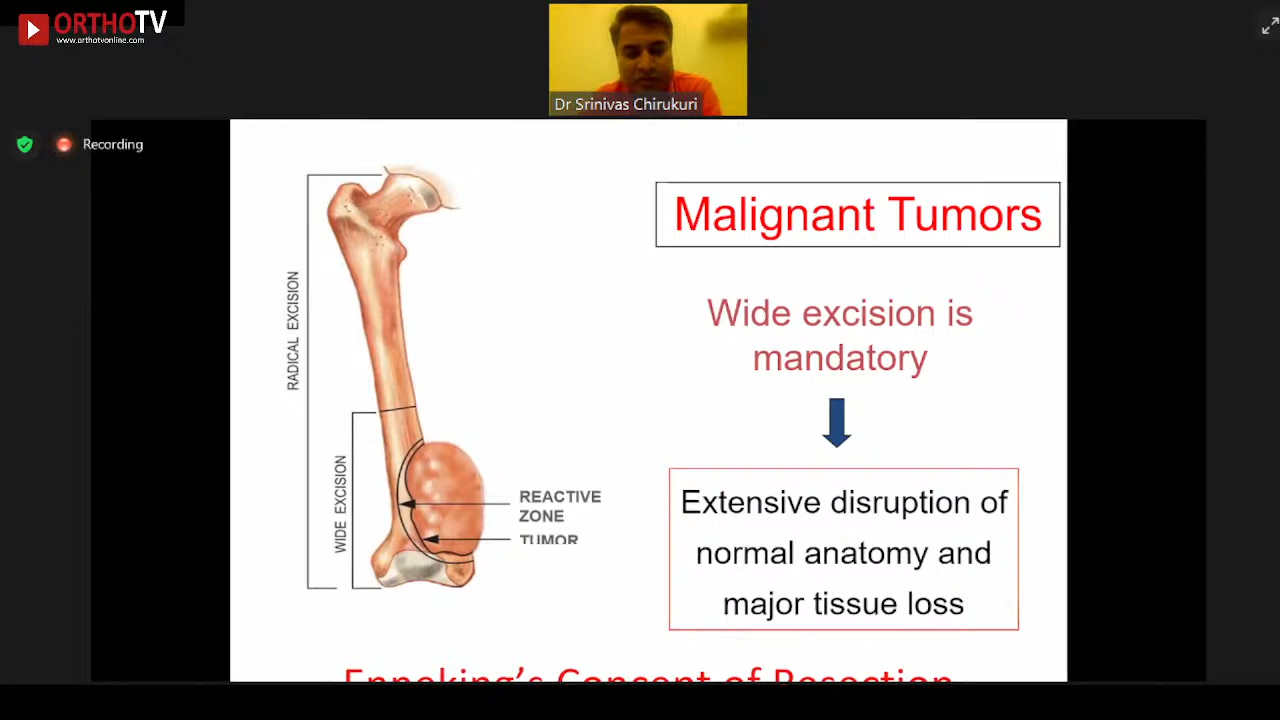 ORTHOTV
www.orthotvonline.com
Dr Srinivas Chirukuri
Recording
Malignant Tumors
Wide excision is
mandatory
Extensive disruption of
normal anatomy and
major tissue loss
RADICAL EXCISION
WIDE EXCISION
REACTIVE
ZONE
TUMOR
Enneking's Concept of Resection